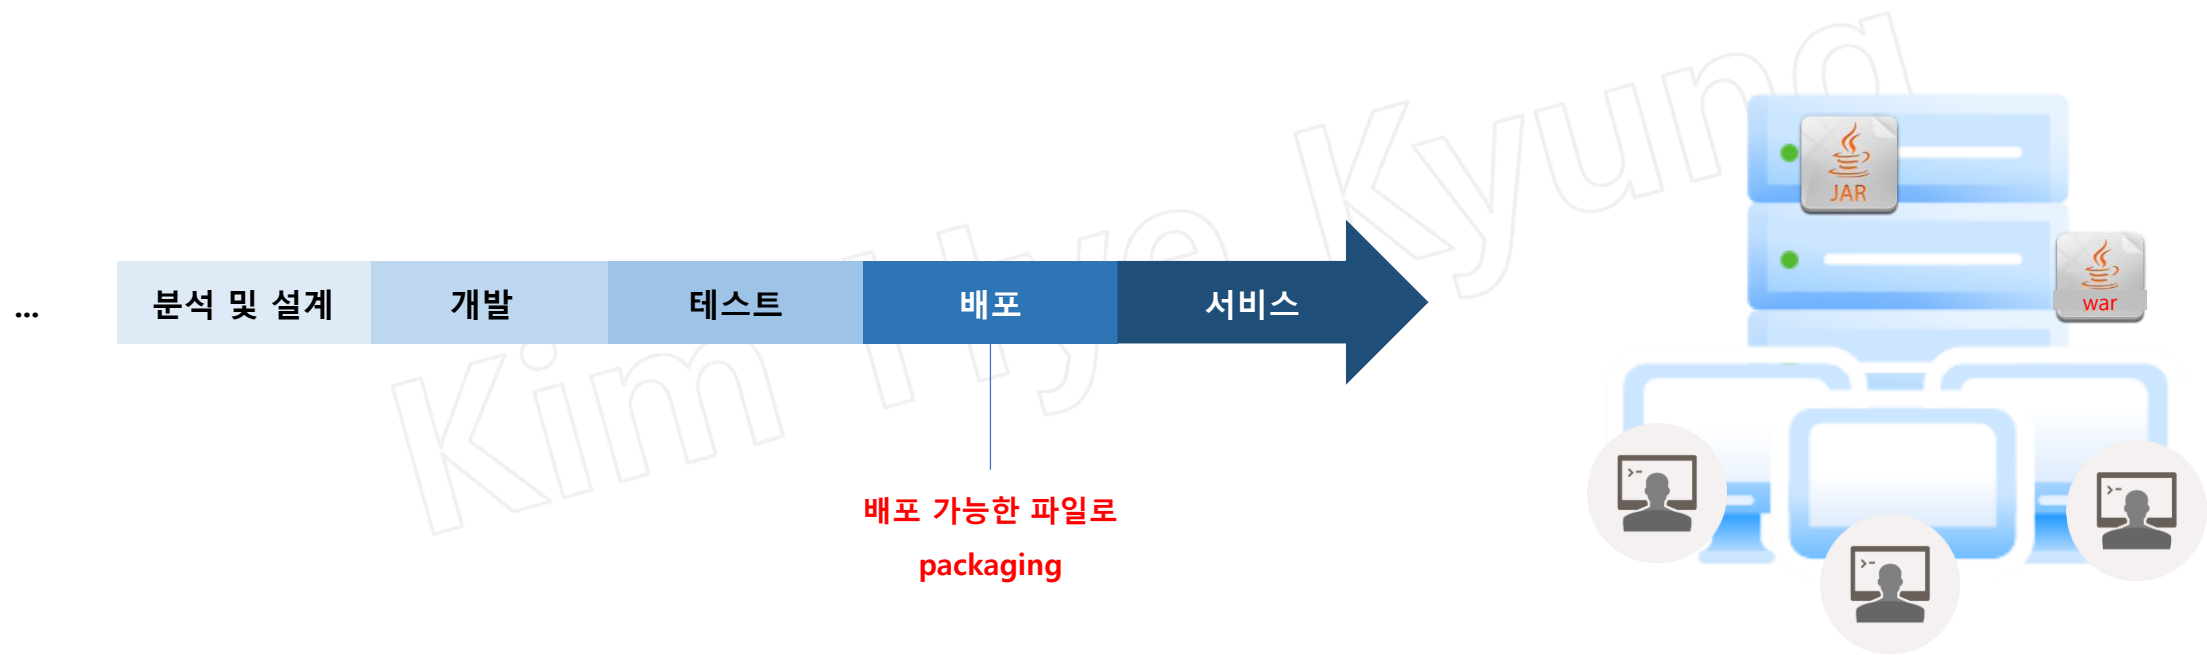 Kim Hye Kyung
... 분석 및 설계 개발 테스트 배포 서비스
배포 가능한 파일로
packaging
JAR
war
>-
>-
>-